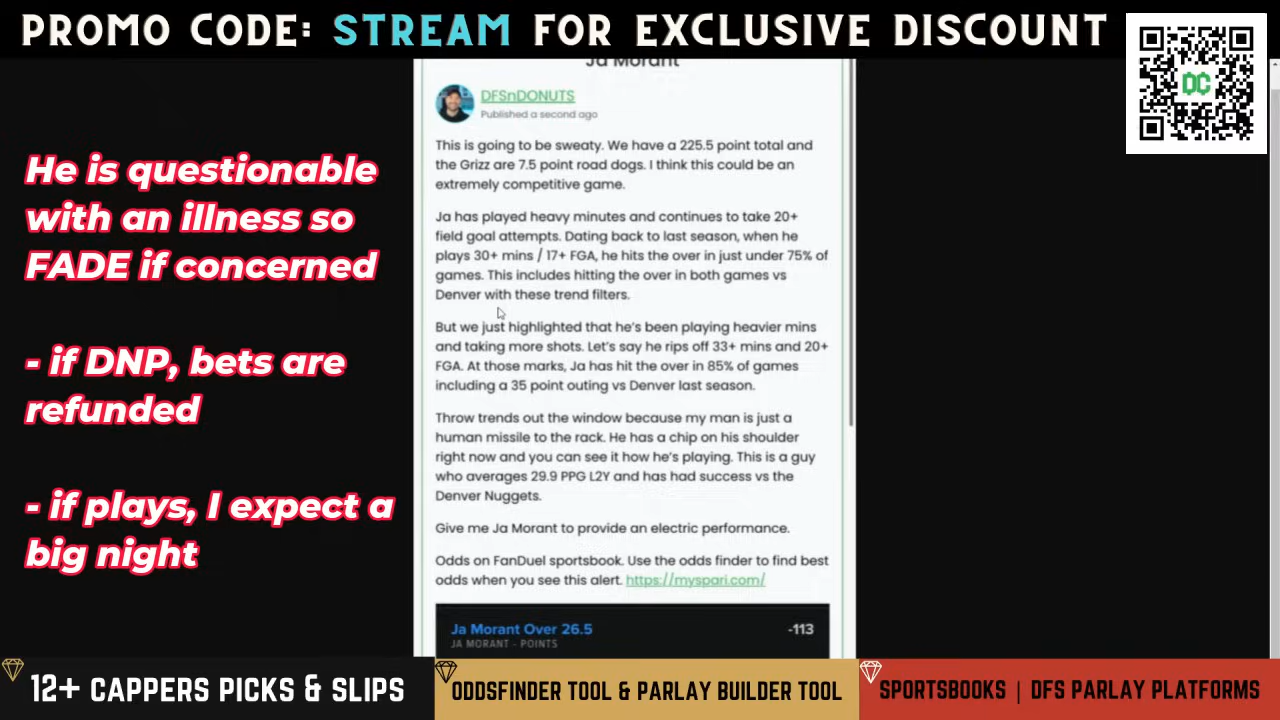 PROMO CODE: STREAM FOR EXCLUSIVE DISCOUNT
DC
Ja Morant
DFSnDONUTS
Published a second ago
This is going to be sweaty. We have a 225.5 point total and
the Grizz are 7.5 point road dogs. I think this could be an
extremely competitive game.
Ja has played heavy minutes and continues to take 20+
field goal attempts. Dating back to last season, when he
plays 30+ mins / 17+ FGA, he hits the over in just under 75% of
games. This includes hitting the over in both games vs
Denver with these trend filters.
But we just highlighted that he's been playing heavier mins
and taking more shots. Let's say he rips off 33+ mins and 20+
FGA. At those marks, Ja has hit the over in 85% of games
including a 35 point outing vs Denver last season.
Throw trends out the window because my man is just a
human missile to the rack. He has a chip on his shoulder
right now and you can see it how he's playing. This is a guy
who averages 29.9 PPG L2Y and has had success vs the
Denver Nuggets.
Give me Ja Morant to provide an electric performance.
Odds on FanDuel sportsbook. Use the odds finder to find best
odds when you see this alert. https://myspari.com/
Ja Morant Over 26.5 -113
JA MORANT - POINTS
He is questionable
with an illness so
FADE if concerned
- if DNP, bets are
refunded
- if plays, I expect a
big night
12+ CAPPERS PICKS & SLIPS
ODDSFINDER TOOL & PARLAY BUILDER TOOL
SPORTSBOOKS | DFS PARLAY PLATFORMS